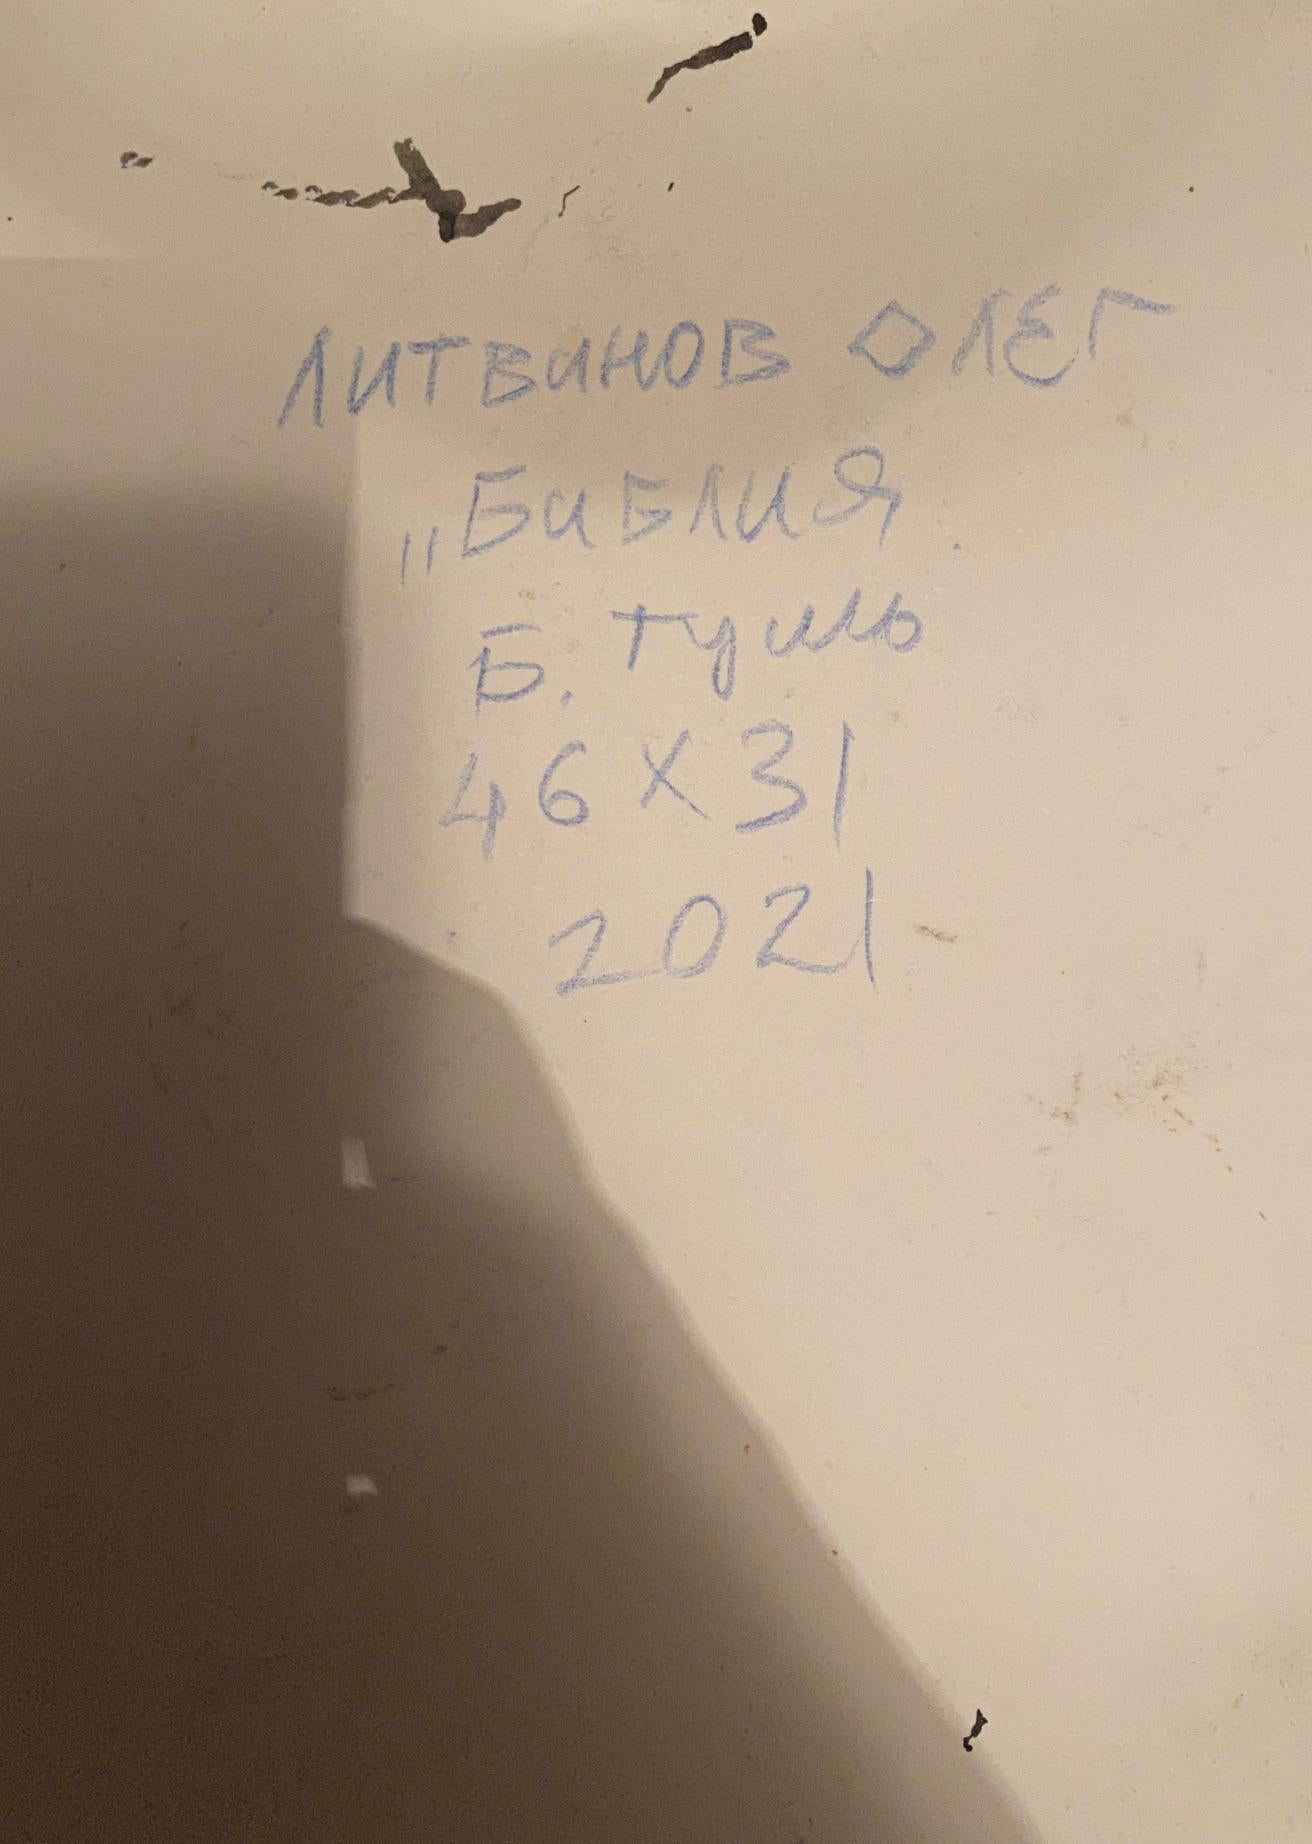 ЛИТВИНОВ ОЛЕГ
„БИБЛИЯ.
Б. тушь
46 х 31
2021